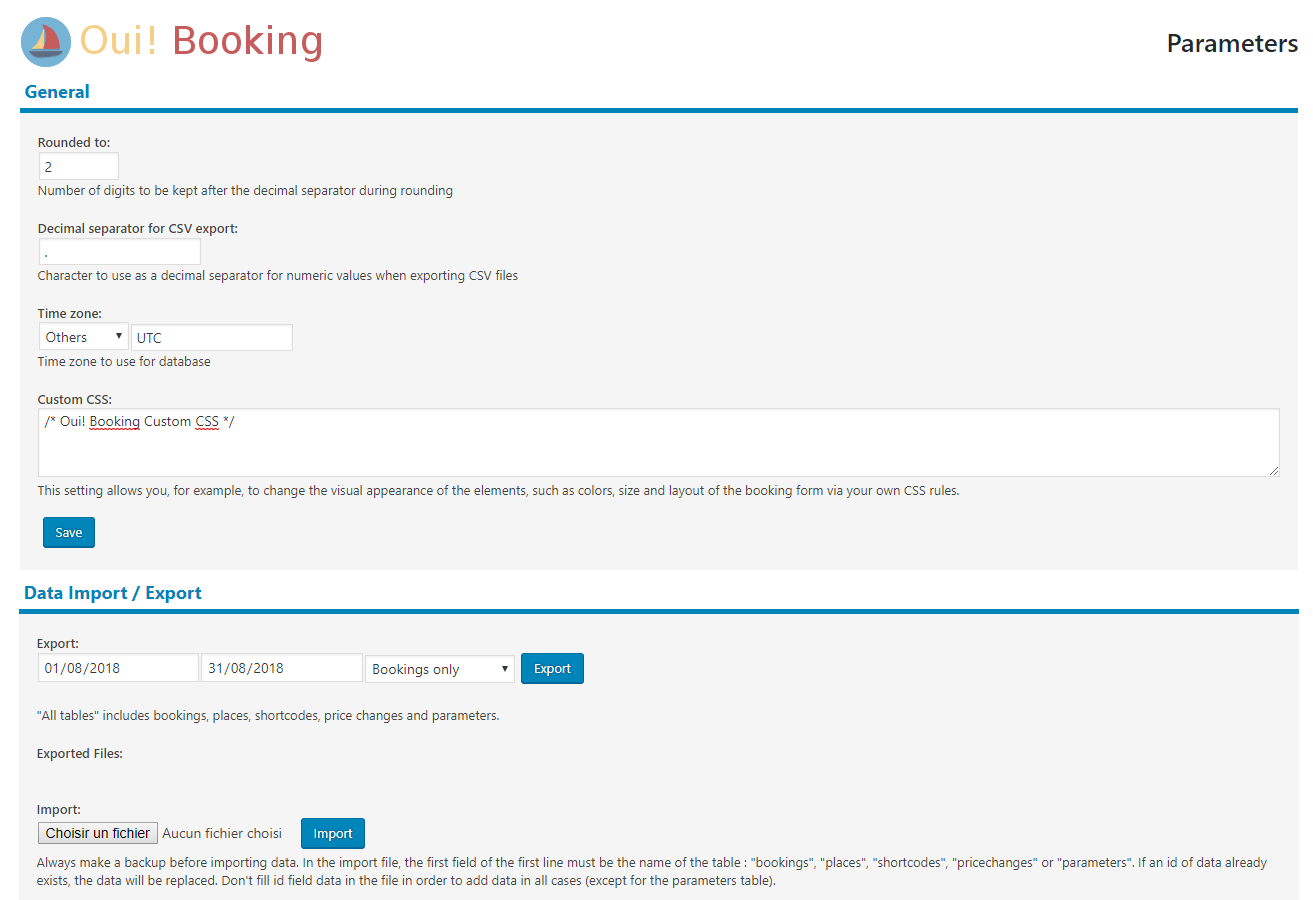 Oui! Booking
Parameters
General
Rounded to:
2
Number of digits to be kept after the decimal separator during rounding
Decimal separator for CSV export:
.
Character to use as a decimal separator for numeric values when exporting CSV files
Time zone:
Others UTC
Time zone to use for database
Custom CSS:
/* Oui! Booking Custom CSS */
This setting allows you, for example, to change the visual appearance of the elements, such as colors, size and layout of the booking form via your own CSS rules.
Save
Data Import / Export
Export:
01/08/2018 31/08/2018 Bookings only Export
"All tables" includes bookings, places, shortcodes, price changes and parameters.
Exported Files:
Import:
Choisir un fichier Aucun fichier choisi Import
Always make a backup before importing data. In the import file, the first field of the first line must be the name of the table : "bookings", "places", "shortcodes", "pricechanges" or "parameters". If an id of data already
exists, the data will be replaced. Don't fill id field data in the file in order to add data in all cases (except for the parameters table).